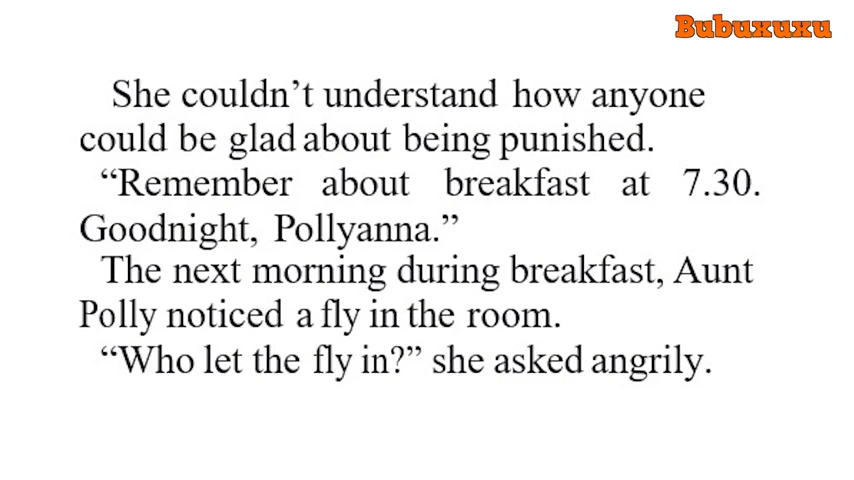 Bubuxuxu
She couldn’t understand how anyone
could be glad about being punished.
“Remember about breakfast at 7.30.
Goodnight, Pollyanna.”
The next morning during breakfast, Aunt
Polly noticed a fly in the room.
“Who let the fly in?” she asked angrily.